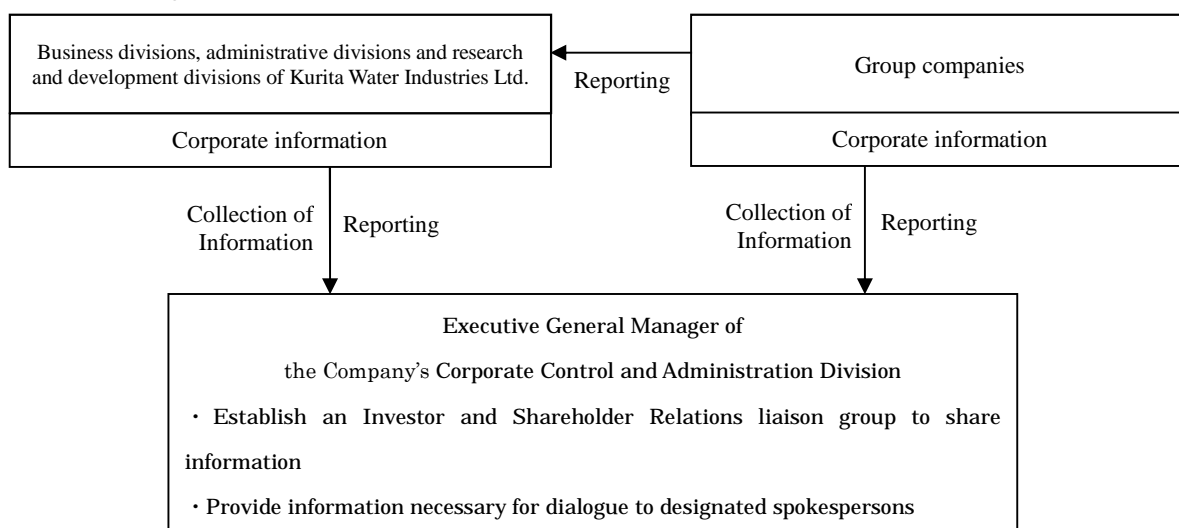 Business divisions, administrative divisions and research
and development divisions of Kurita Water Industries Ltd.
Corporate information
Reporting
Group companies
Corporate information
Collection of
Information
Reporting
Collection of
Information
Reporting
Executive General Manager of
the Company's Corporate Control and Administration Division
・Establish an Investor and Shareholder Relations liaison group to share
information
・Provide information necessary for dialogue to designated spokespersons